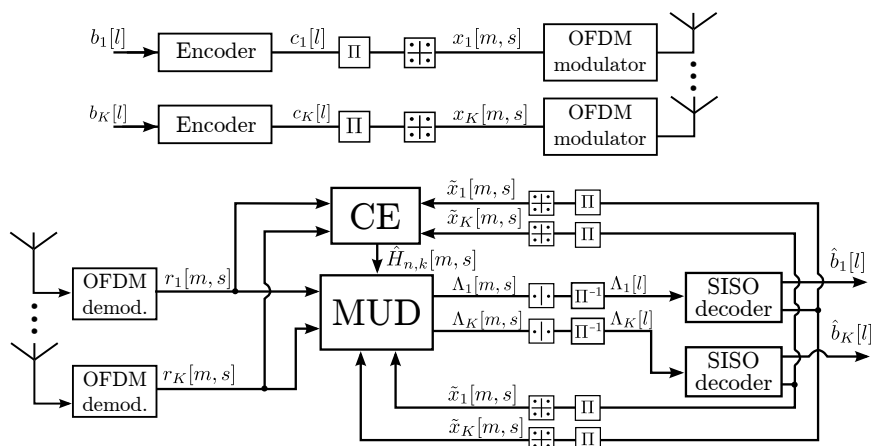 b_1[l] Encoder c_1[l] Π x_1[m, s] OFDM modulator
b_K[l] Encoder c_K[l] Π x_K[m, s] OFDM modulator
x̃_1[m, s] Π
CE x̃_K[m, s] Π
Ĥ_{n,k}[m, s]
OFDM demod. r_1[m, s] MUD Λ_1[m, s] Π^{-1} Λ_1[l] SISO decoder b̂_1[l]
Λ_K[m, s] Π^{-1} Λ_K[l] SISO decoder b̂_K[l]
OFDM demod. r_K[m, s] x̃_1[m, s] Π
x̃_K[m, s] Π